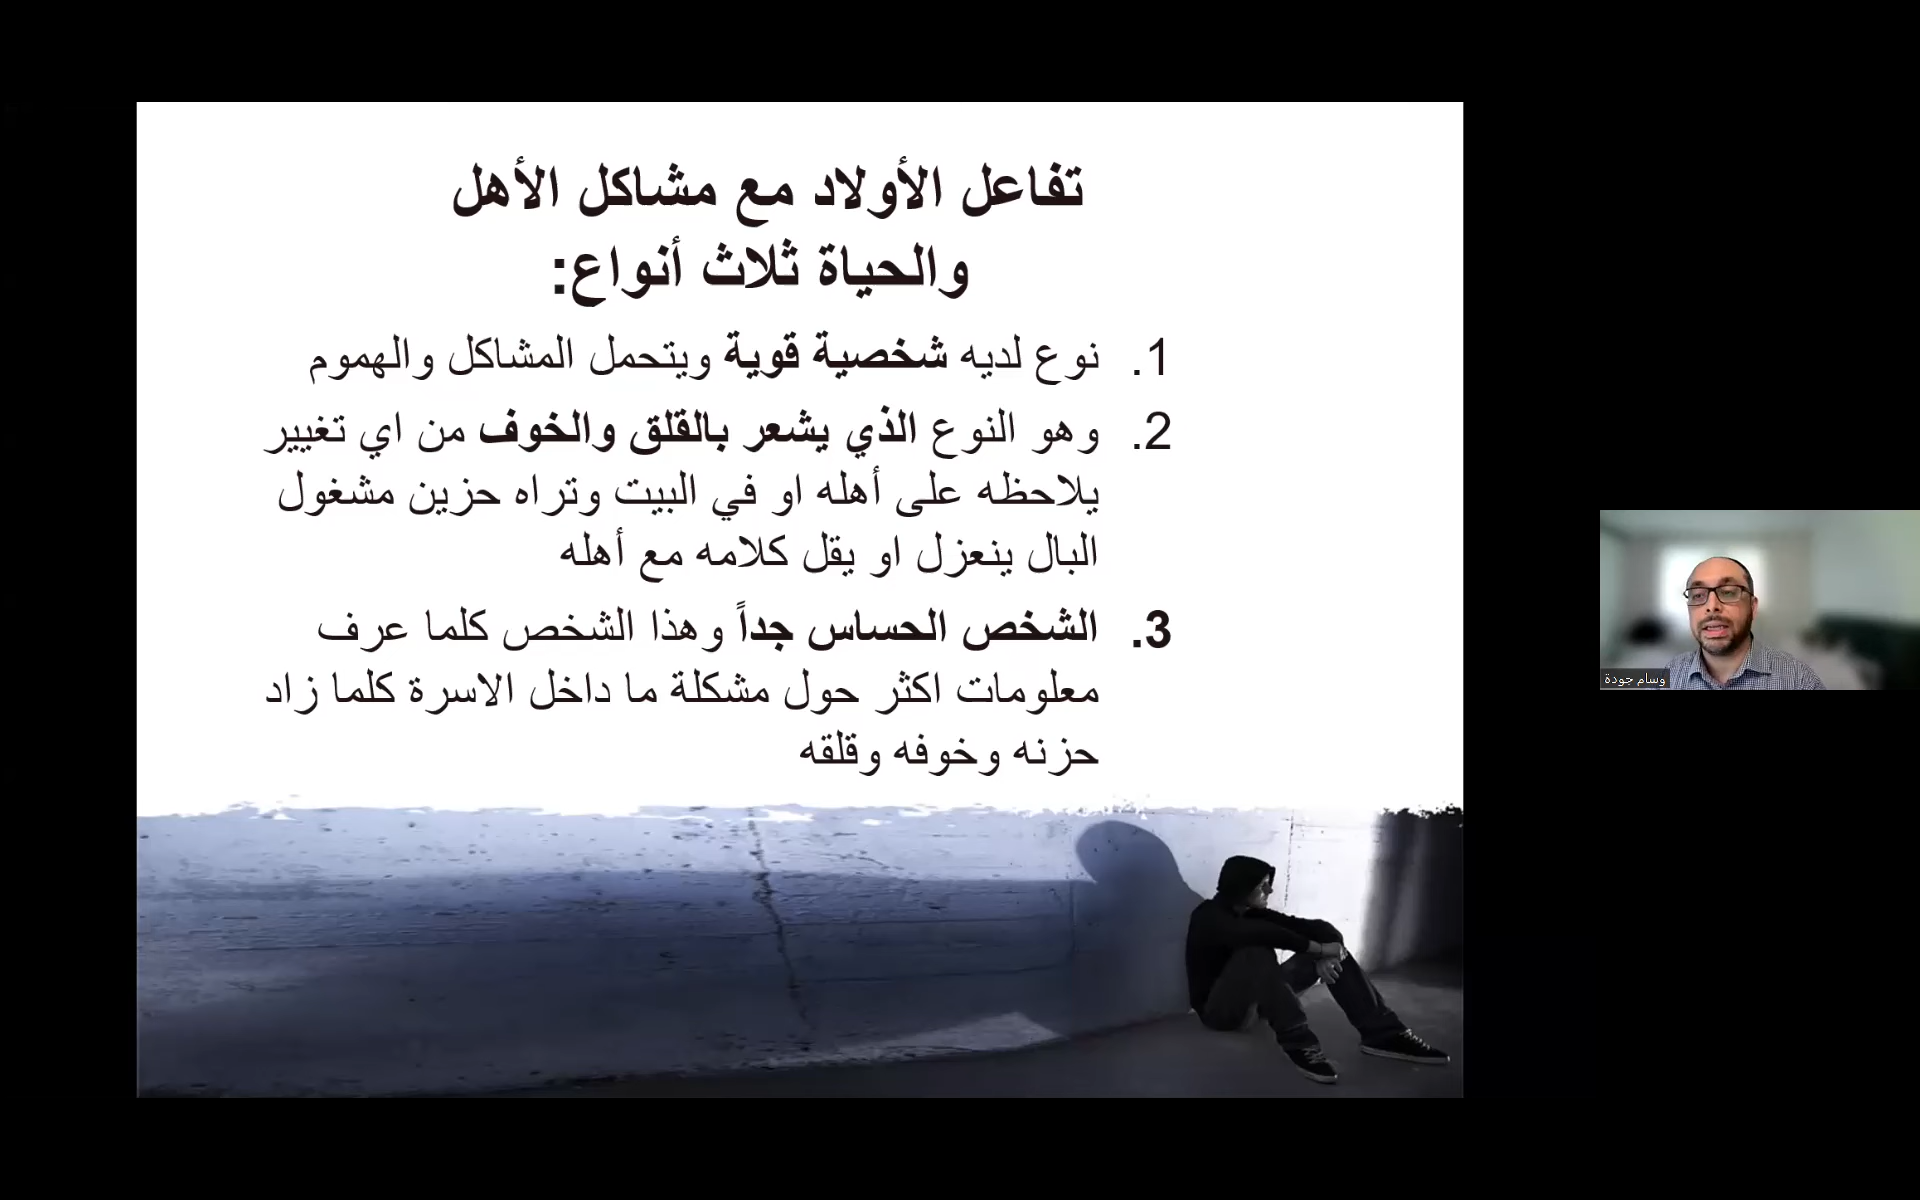 تفاعل الأولاد مع مشاكل الأهل
والحياة ثلاث أنواع:
1. نوع لديه شخصية قوية ويتحمل المشاكل والهموم
2. وهو النوع الذي يشعر بالقلق والخوف من اي تغيير
يلاحظه على أهله او في البيت وتراه حزين مشغول
البال ينعزل او يقل كلامه مع أهله
3. الشخص الحساس جداً وهذا الشخص كلما عرف
معلومات اكثر حول مشكلة ما داخل الاسرة كلما زاد
حزنه وخوفه وقلقه
وسام جودة